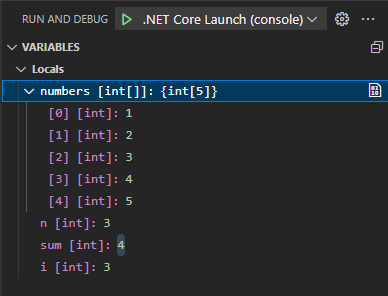 RUN AND DEBUG .NET Core Launch (console)
VARIABLES
Locals
numbers [int[]]: {int[5]}
[0] [int]: 1
[1] [int]: 2
[2] [int]: 3
[3] [int]: 4
[4] [int]: 5
n [int]: 3
sum [int]: 4
i [int]: 3